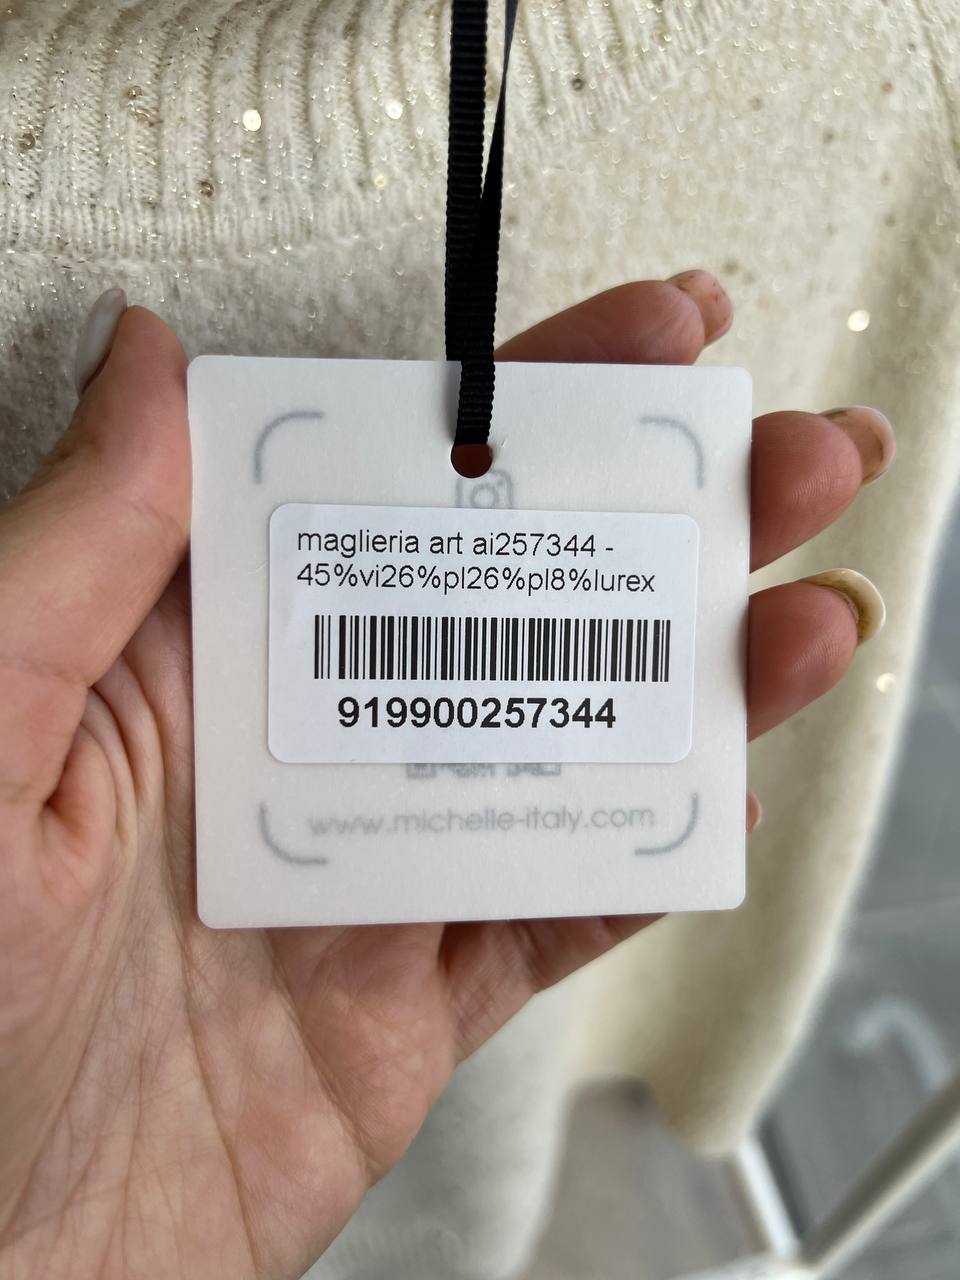 maglieria art ai257344 -
45%vi26%pl26%pl8%lurex
919900257344
www.michelle-italy.com